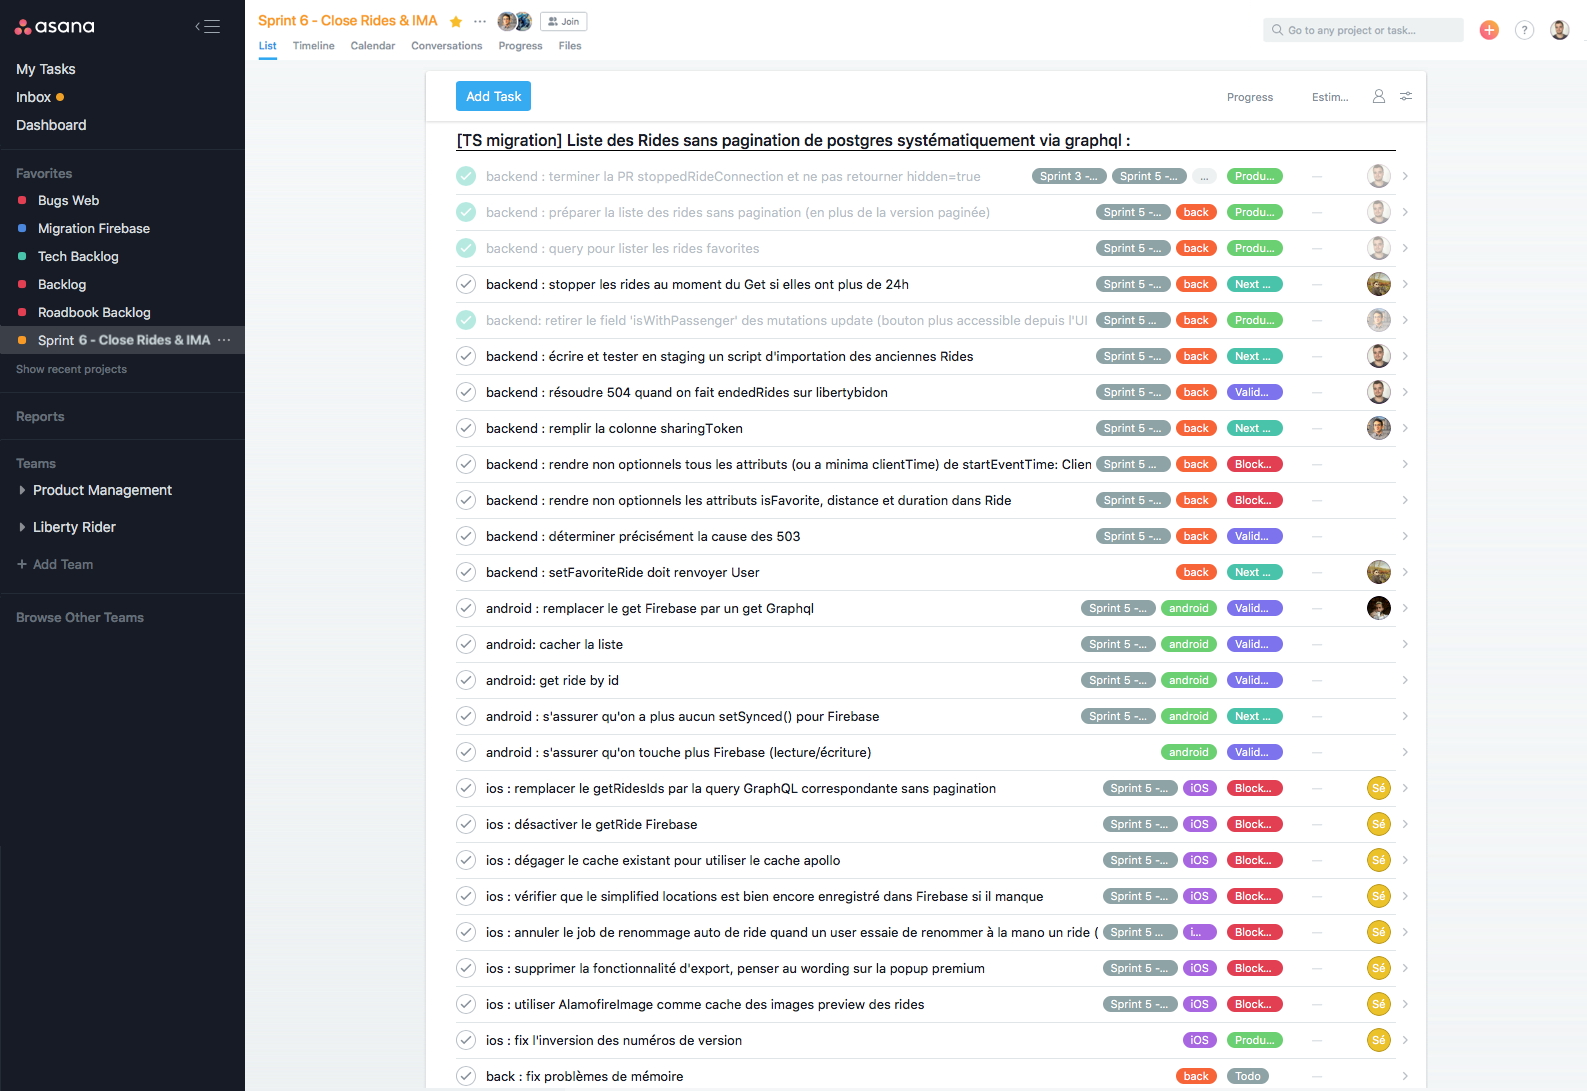 asana
My Tasks
Inbox
Dashboard
Favorites
Bugs Web
Migration Firebase
Tech Backlog
Backlog
Roadbook Backlog
Sprint 6 - Close Rides & IMA ...
Show recent projects
Reports
Teams
Product Management
Liberty Rider
+ Add Team
Browse Other Teams
Sprint 6 - Close Rides & IMA ... Join
Go to any project or task... + ?
List Timeline Calendar Conversations Progress Files
Add Task Progress Estim...
[TS migration] Liste des Rides sans pagination de postgres systématiquement via graphql :
backend : terminer la PR stoppedRideConnection et ne pas retourner hidden=true Sprint 3 -... Sprint 5 -... ... Produ... —
backend : préparer la liste des rides sans pagination (en plus de la version paginée) Sprint 5 -... back Produ... —
backend : query pour lister les rides favorites Sprint 5 -... back Produ... —
backend : stopper les rides au moment du Get si elles ont plus de 24h Sprint 5 -... back Next ... —
backend: retirer le field 'isWithPassenger' des mutations update (bouton plus accessible depuis l'UI Sprint 5 ... back Produ... —
backend : écrire et tester en staging un script d'importation des anciennes Rides Sprint 5 -... back Next ... —
backend : résoudre 504 quand on fait endedRides sur libertybidon Sprint 5 -... back Valid... —
backend : remplir la colonne sharingToken Sprint 5 -... back Next ... —
backend : rendre non optionnels tous les attributs (ou a minima clientTime) de startEventTime: Clien Sprint 5 ... back Block... —
backend : rendre non optionnels les attributs isFavorite, distance et duration dans Ride Sprint 5 -... back Block... —
backend : déterminer précisément la cause des 503 Sprint 5 -... back Valid... —
backend : setFavoriteRide doit renvoyer User back Next ... —
android : remplacer le get Firebase par un get Graphql Sprint 5 -... android Valid... —
android: cacher la liste Sprint 5 -... android Valid... —
android: get ride by id Sprint 5 -... android Valid... —
android : s'assurer qu'on a plus aucun setSynced() pour Firebase Sprint 5 -... android Next ... —
android : s'assurer qu'on touche plus Firebase (lecture/écriture) android Valid... —
ios : remplacer le getRidesIds par la query GraphQL correspondante sans pagination Sprint 5 -... iOS Block... — Sé
ios : désactiver le getRide Firebase Sprint 5 -... iOS Block... — Sé
ios : dégager le cache existant pour utiliser le cache apollo Sprint 5 -... iOS Block... — Sé
ios : vérifier que le simplified locations est bien encore enregistré dans Firebase si il manque Sprint 5 -... iOS Block... — Sé
ios : annuler le job de renommage auto de ride quand un user essaie de renommer à la mano un ride ( Sprint 5 ... i... Block... — Sé
ios : supprimer la fonctionnalité d'export, penser au wording sur la popup premium Sprint 5 -... iOS Block... — Sé
ios : utiliser AlamofireImage comme cache des images preview des rides Sprint 5 -... iOS Block... — Sé
ios : fix l'inversion des numéros de version iOS Produ... — Sé
back : fix problèmes de mémoire back Todo —